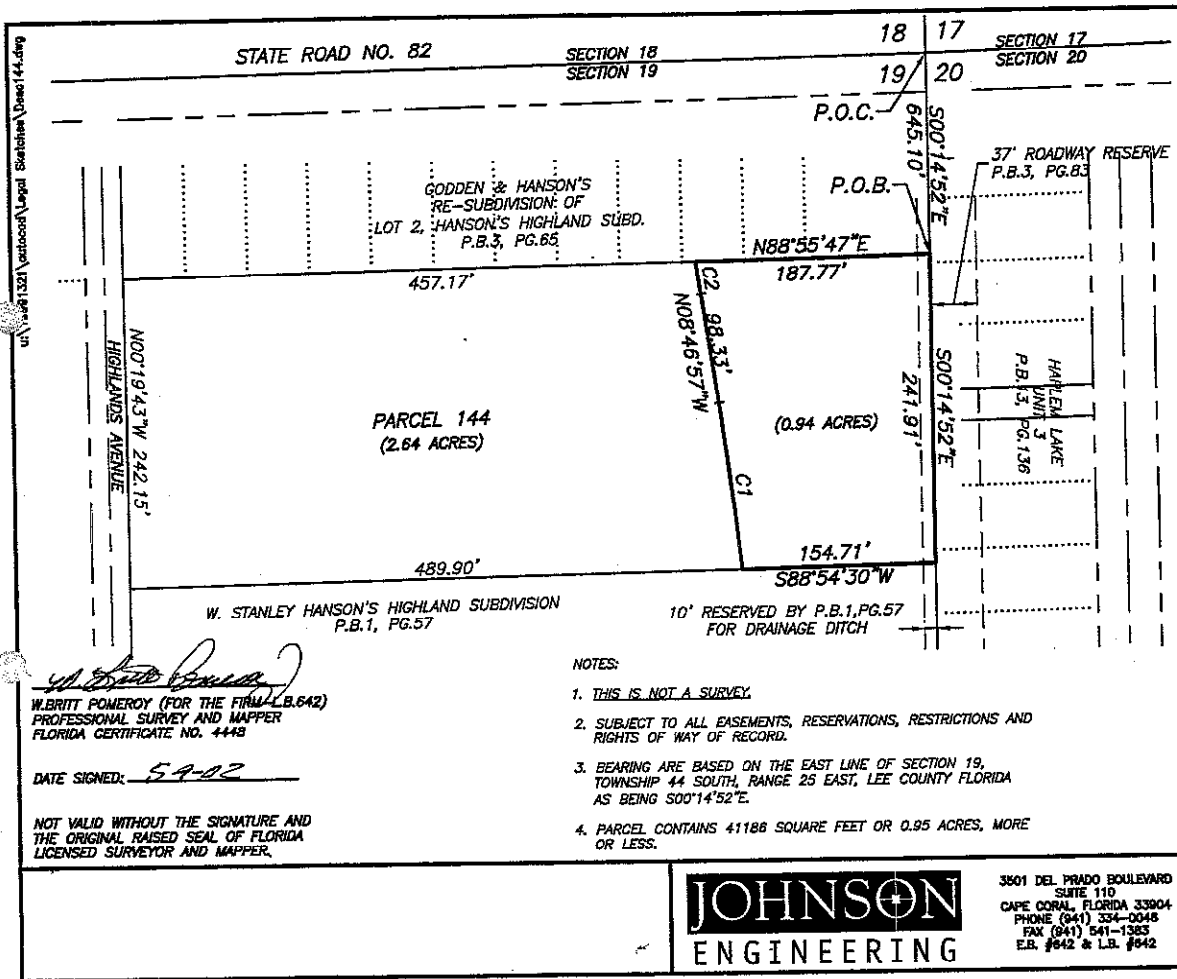 u:\
autocad\Legal Sketches\Desc144.dwg
STATE ROAD NO. 82
SECTION 18
SECTION 19
18
17
19
20
SECTION 17
SECTION 20
P.O.C.
S00°14'52"E
645.10'
37' ROADWAY RESERVE
P.B.3, PG.83
P.O.B.
GODDEN & HANSON'S
RE-SUBDIVISION OF
LOT 2, HANSON'S HIGHLAND SUBD.
P.B.3, PG.65
N88°55'47"E
187.77'
457.17'
C2, 98.33'
N08°46'57"W
C1
N00°19'43"W 242.15'
HIGHLANDS AVENUE
PARCEL 144
(2.64 ACRES)
(0.94 ACRES)
S00°14'52"E
241.91'
HARLEM LAKE
UNIT 3
P.B.13, PG.136
489.90'
154.71'
S88°54'30"W
W. STANLEY HANSON'S HIGHLAND SUBDIVISION
P.B.1, PG.57
10' RESERVED BY P.B.1,PG.57
FOR DRAINAGE DITCH
W.BRITT POMEROY (FOR THE FIRM-L.B.642)
PROFESSIONAL SURVEY AND MAPPER
FLORIDA CERTIFICATE NO. 4448
DATE SIGNED: 5-9-02
NOT VALID WITHOUT THE SIGNATURE AND
THE ORIGINAL RAISED SEAL OF FLORIDA
LICENSED SURVEYOR AND MAPPER.
NOTES:
1. THIS IS NOT A SURVEY.
2. SUBJECT TO ALL EASEMENTS, RESERVATIONS, RESTRICTIONS AND
RIGHTS OF WAY OF RECORD.
3. BEARING ARE BASED ON THE EAST LINE OF SECTION 19,
TOWNSHIP 44 SOUTH, RANGE 25 EAST, LEE COUNTY FLORIDA
AS BEING S00°14'52"E.
4. PARCEL CONTAINS 41186 SQUARE FEET OR 0.95 ACRES, MORE
OR LESS.
JOHNSON
ENGINEERING
3501 DEL PRADO BOULEVARD
SUITE 110
CAPE CORAL, FLORIDA 33904
PHONE (941) 334-0046
FAX (941) 541-1383
E.B. #642 & L.B. #642